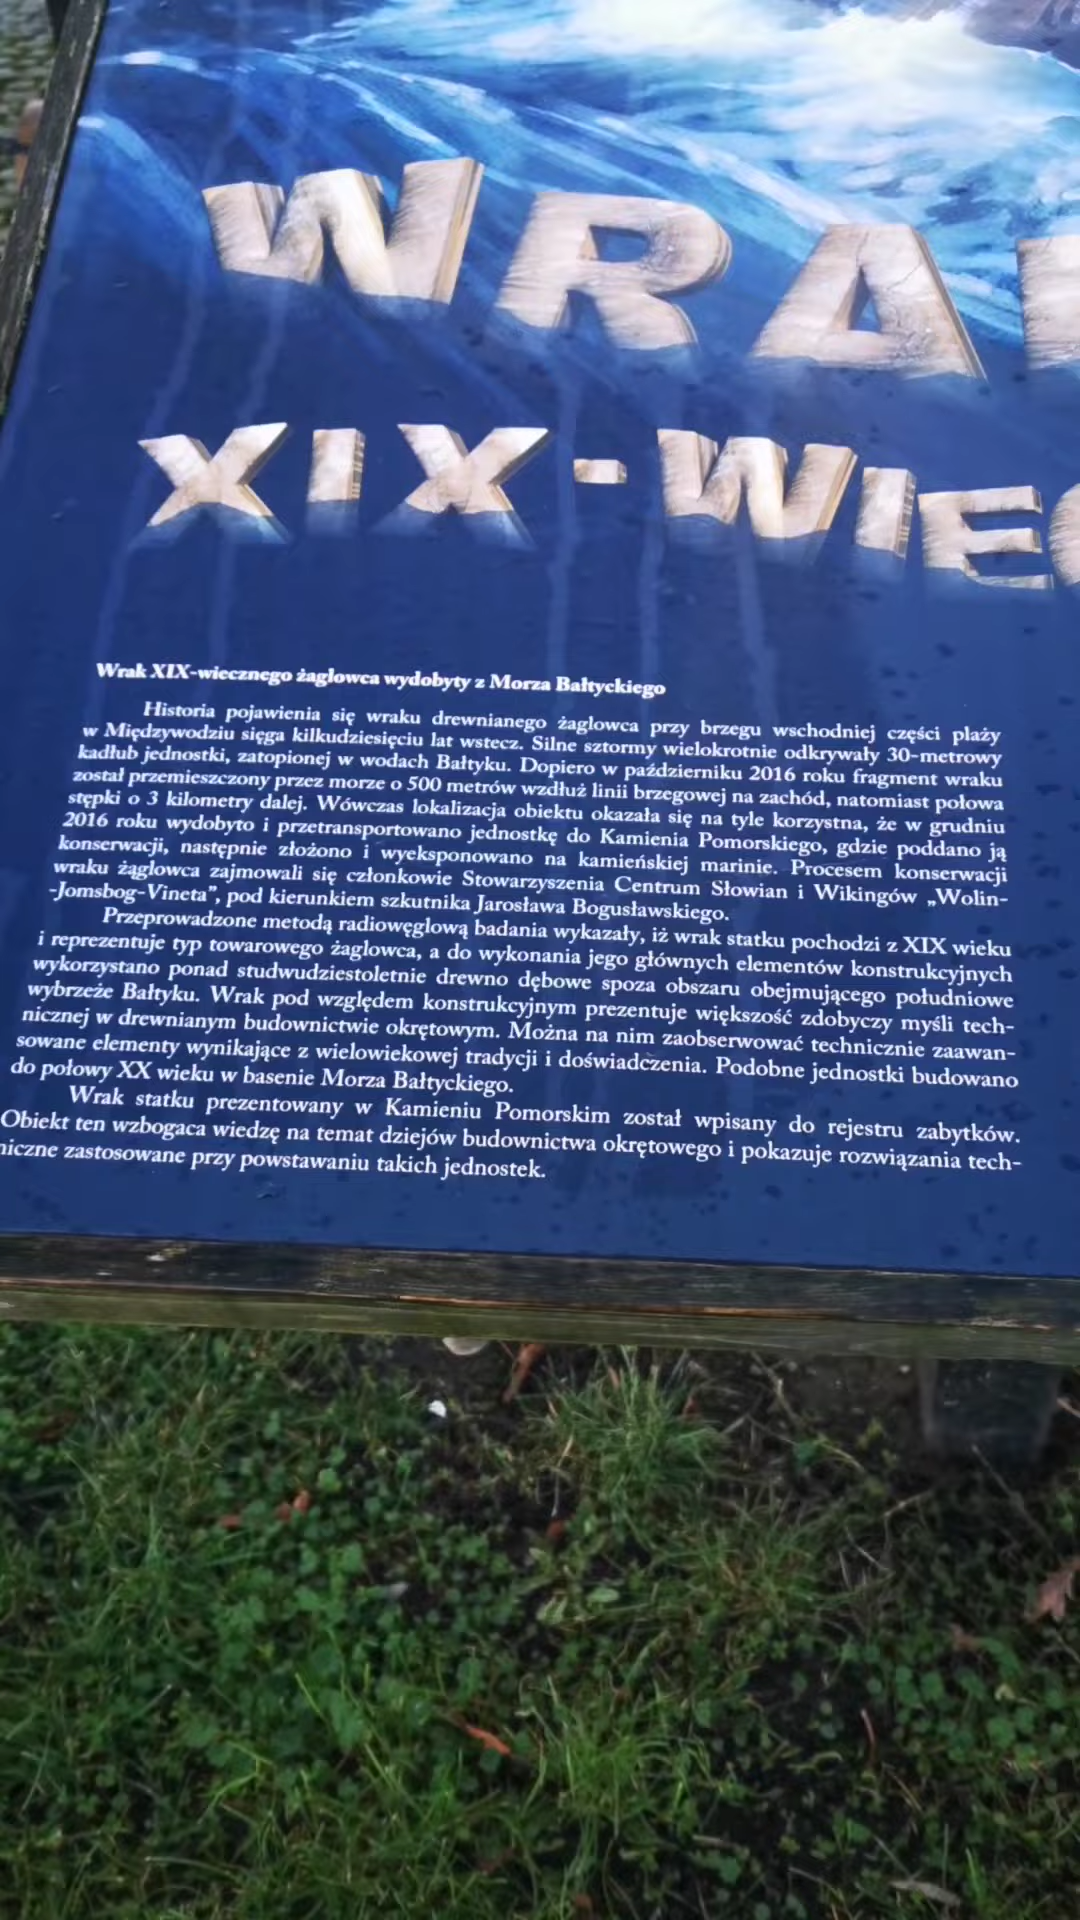 WRA
XIX-WIEC
Wrak XIX-wiecznego żaglowca wydobyty z Morza Bałtyckiego
Historia pojawienia się wraku drewnianego żaglowca przy brzegu wschodniej części plaży
w Międzywodziu sięga kilkudziesięciu lat wstecz. Silne sztormy wielokrotnie odkrywały 30-metrowy
kadłub jednostki, zatopionej w wodach Bałtyku. Dopiero w październiku 2016 roku fragment wraku
został przemieszczony przez morze o 500 metrów wzdłuż linii brzegowej na zachód, natomiast połowa
stępki o 3 kilometry dalej. Wówczas lokalizacja obiektu okazała się na tyle korzystna, że w grudniu
2016 roku wydobyto i przetransportowano jednostkę do Kamienia Pomorskiego, gdzie poddano ją
konserwacji, następnie złożono i wyeksponowano na kamieńskiej marinie. Procesem konserwacji
wraku żąglowca zajmowali się członkowie Stowarzyszenia Centrum Słowian i Wikingów „Wolin-
-Jomsbog-Vineta”, pod kierunkiem szkutnika Jarosława Bogusławskiego.
Przeprowadzone metodą radiowęglową badania wykazały, iż wrak statku pochodzi z XIX wieku
i reprezentuje typ towarowego żaglowca, a do wykonania jego głównych elementów konstrukcyjnych
wykorzystano ponad studwudziestoletnie drewno dębowe spoza obszaru obejmującego południowe
wybrzeże Bałtyku. Wrak pod względem konstrukcyjnym prezentuje większość zdobyczy myśli tech-
nicznej w drewnianym budownictwie okrętowym. Można na nim zaobserwować technicznie zaawan-
sowane elementy wynikające z wielowiekowej tradycji i doświadczenia. Podobne jednostki budowano
do połowy XX wieku w basenie Morza Bałtyckiego.
Wrak statku prezentowany w Kamieniu Pomorskim został wpisany do rejestru zabytków.
Obiekt ten wzbogaca wiedzę na temat dziejów budownictwa okrętowego i pokazuje rozwiązania tech-
niczne zastosowane przy powstawaniu takich jednostek.